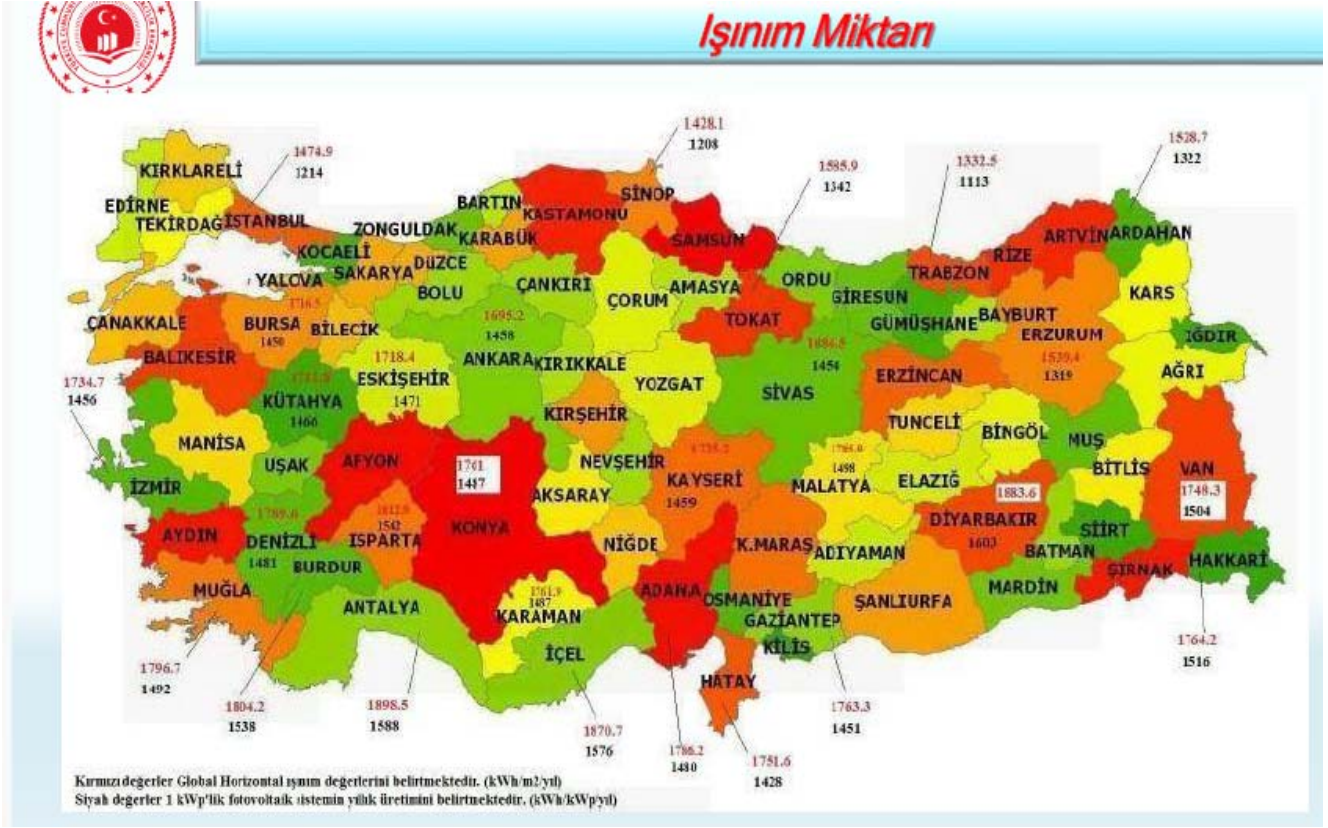 Işınım Miktarı
1428.1
1208
1474.9
1214
1585.9
1342
1332.5
1113
1528.7
1322
KIRKLARELİ
EDİRNE
TEKİRDAĞ
İSTANBUL
KOCAELİ
YALOVA
SAKARYA
DÜZCE
ZONGULDAK
BARTIN
KARABÜK
KASTAMONU
SİNOP
SAMSUN
BOLU
ÇANKIRI
ÇORUM
AMASYA
TOKAT
ORDU
GİRESUN
GÜMÜŞHANE
TRABZON
RİZE
ARTVİN
ARDAHAN
KARS
BAYBURT
ERZURUM
1319
IĞDIR
AĞRI
ÇANAKKALE
BALIKESİR
BURSA
1450
BİLECİK
1718.4
ESKİŞEHİR
1471
1695.2
1458
ANKARA
KIRIKKALE
YOZGAT
KIRŞEHİR
SİVAS
1454
ERZİNCAN
TUNCELİ
BİNGÖL
MUŞ
BİTLİS
VAN
1748.3
1504
1734.7
1456
KÜTAHYA
1466
MANİSA
UŞAK
AFYON
İZMİR
1761
1487
KONYA
AKSARAY
NEVŞEHİR
KAYSERİ
1459
MALATYA
1498
ELAZIĞ
1883.6
DİYARBAKIR
1603
BATMAN
SİİRT
ŞIRNAK
HAKKARİ
AYDIN
DENİZLİ
1481
ISPARTA
1542
BURDUR
MUĞLA
ANTALYA
KARAMAN
1487
NİĞDE
ADANA
K.MARAŞ
ADIYAMAN
OSMANİYE
GAZİANTEP
KİLİS
ŞANLIURFA
MARDİN
İÇEL
HATAY
1796.7
1492
1804.2
1538
1898.5
1588
1870.7
1576
1786.2
1480
1751.6
1428
1763.3
1451
1764.2
1516
Kırmızı değerler Global Horizontal ışınım değerlerini belirtmektedir. (kWh/m2/yıl)
Siyah değerler 1 kWp'lik fotovoltaik sistemin yıllık üretimini belirtmektedir. (kWh/kWp/yıl)